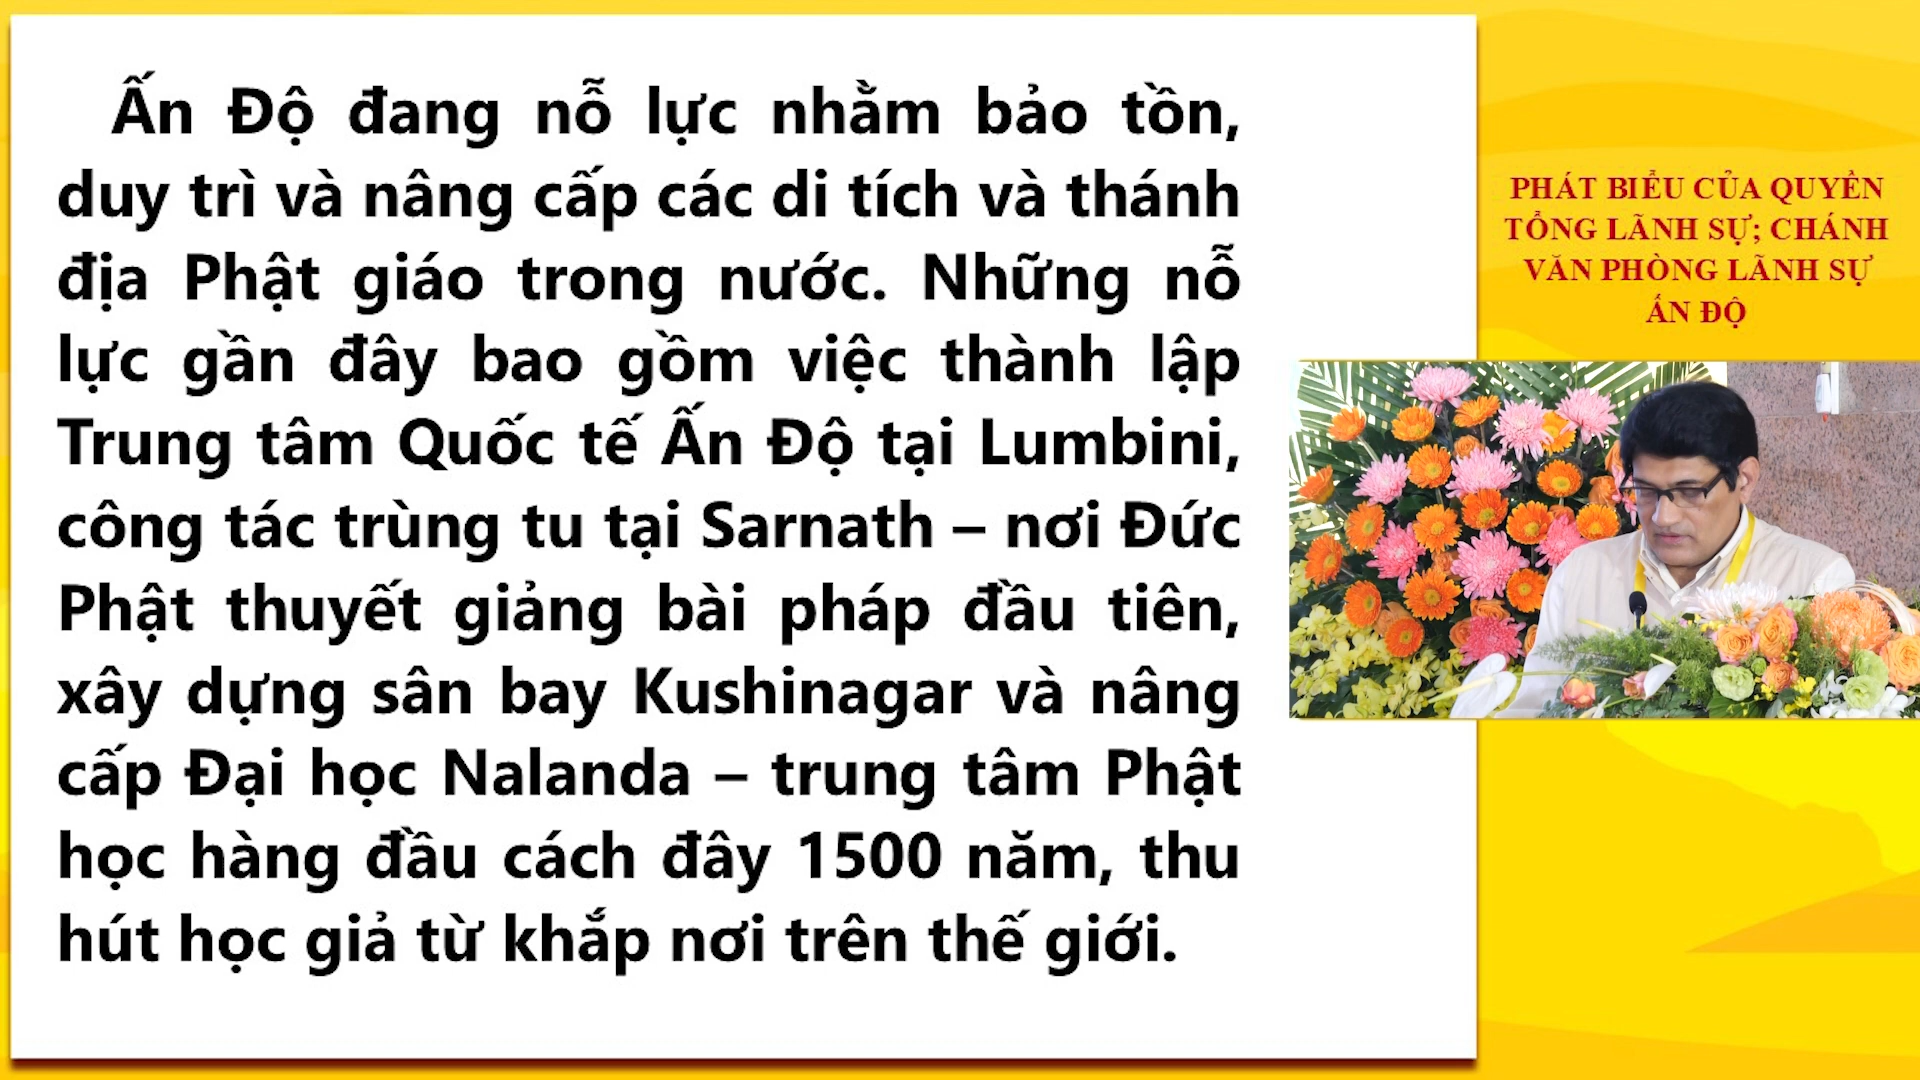 Ấn Độ đang nỗ lực nhằm bảo tồn,
duy trì và nâng cấp các di tích và thánh
địa Phật giáo trong nước. Những nỗ
lực gần đây bao gồm việc thành lập
Trung tâm Quốc tế Ấn Độ tại Lumbini,
công tác trùng tu tại Sarnath – nơi Đức
Phật thuyết giảng bài pháp đầu tiên,
xây dựng sân bay Kushinagar và nâng
cấp Đại học Nalanda – trung tâm Phật
học hàng đầu cách đây 1500 năm, thu
hút học giả từ khắp nơi trên thế giới.
PHÁT BIỂU CỦA QUYỀN
TỔNG LÃNH SỰ; CHÁNH
VĂN PHÒNG LÃNH SỰ
ẤN ĐỘ